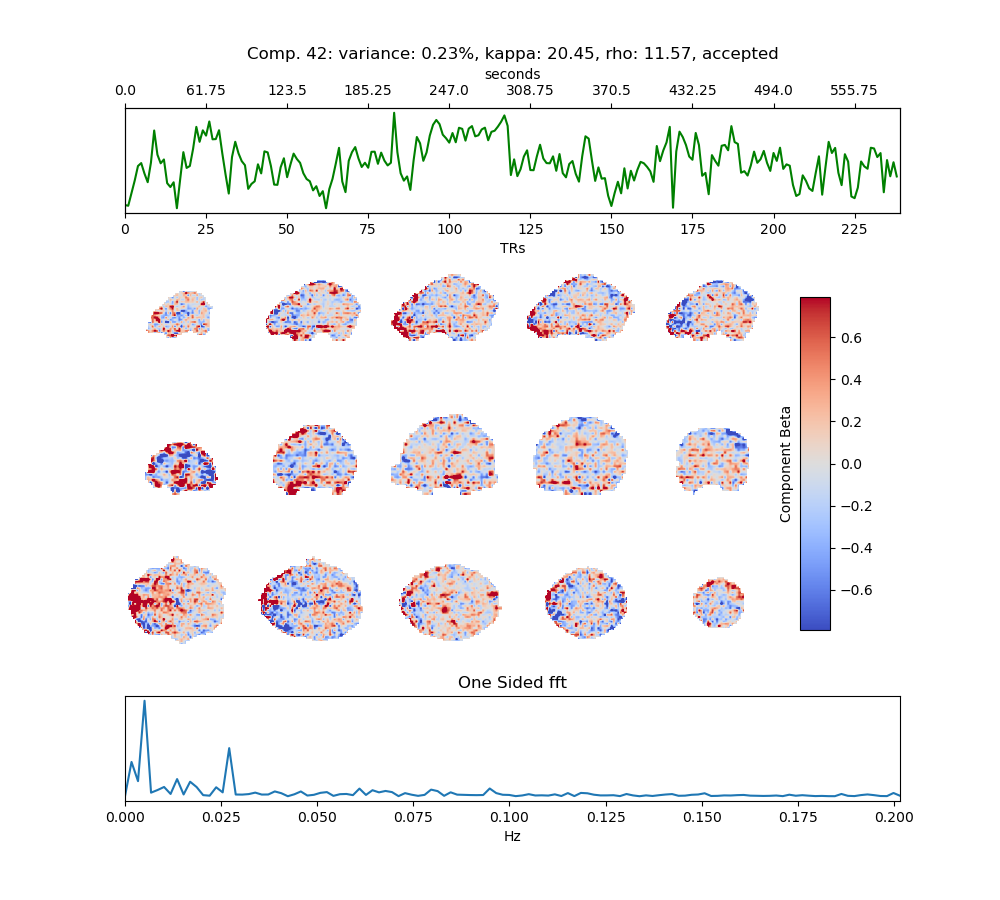 Comp. 42: variance: 0.23%, kappa: 20.45, rho: 11.57, accepted
seconds
0.0 61.75 123.5 185.25 247.0 308.75 370.5 432.25 494.0 555.75
0 25 50 75 100 125 150 175 200 225
TRs
0.6
0.4
0.2
0.0
−0.2
−0.4
−0.6
Component Beta
One Sided fft
0.000 0.025 0.050 0.075 0.100 0.125 0.150 0.175 0.200
Hz